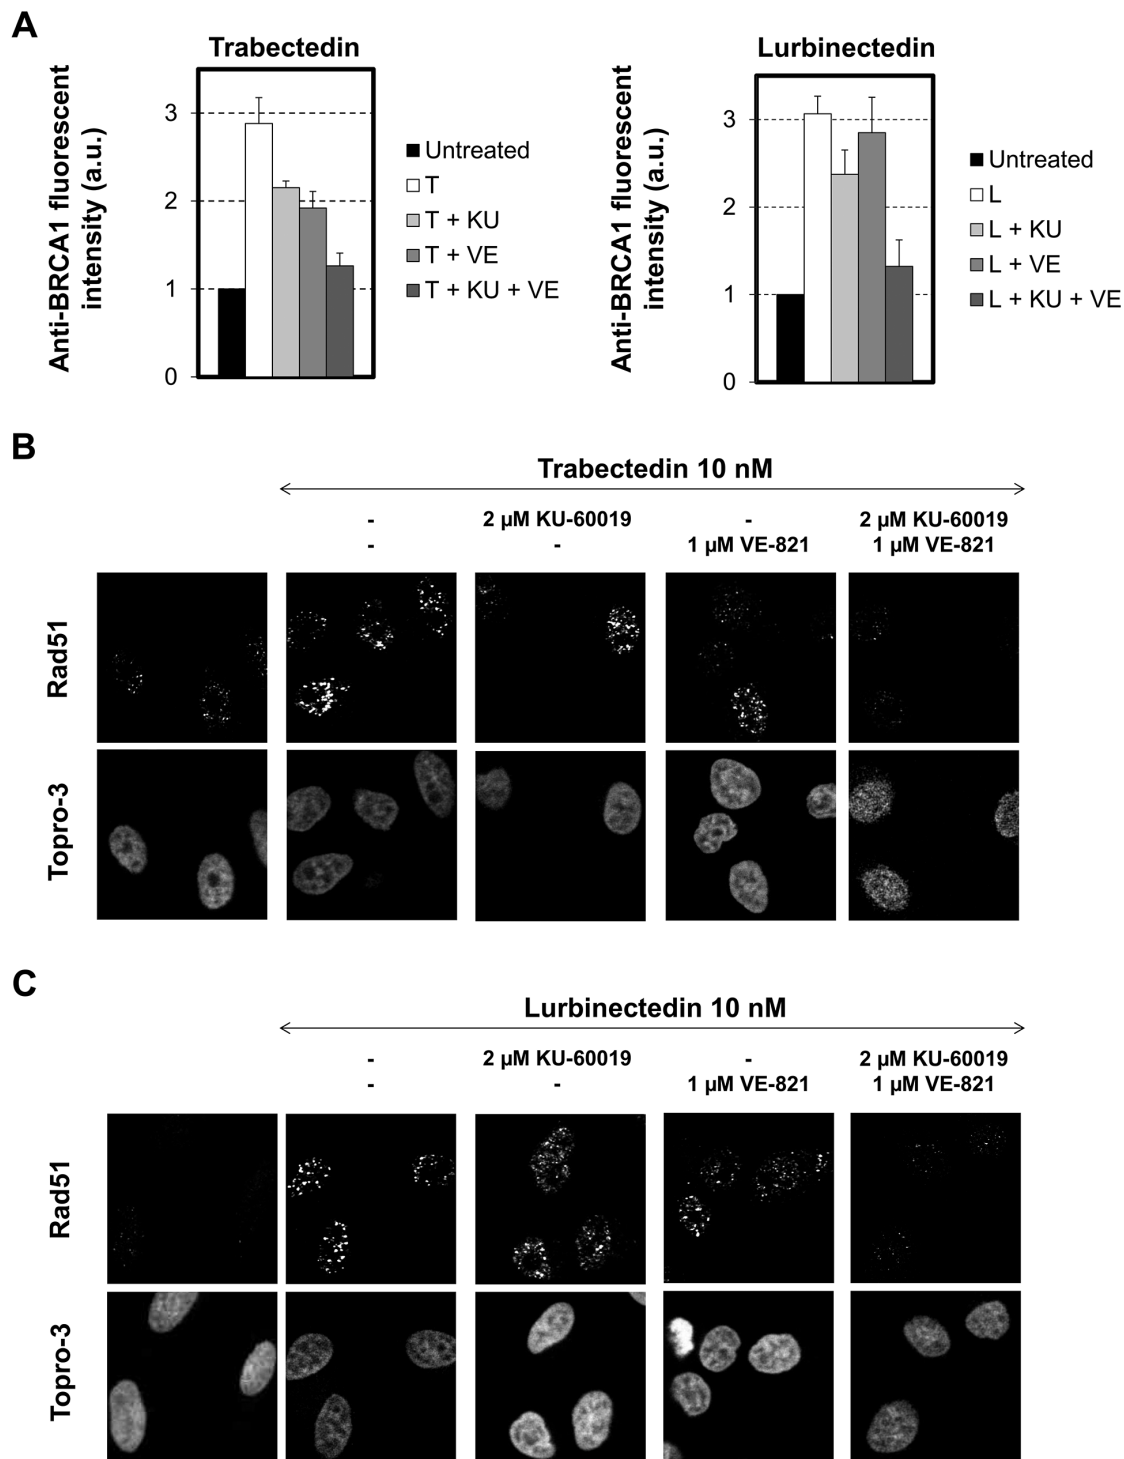 A
Trabectedin
Anti-BRCA1 fluorescent
intensity (a.u.)
3
2
1
0
Untreated
T
T + KU
T + VE
T + KU + VE
Lurbinectedin
Anti-BRCA1 fluorescent
intensity (a.u.)
3
2
1
0
Untreated
L
L + KU
L + VE
L + KU + VE
B
Trabectedin 10 nM
- 2 µM KU-60019 - 2 µM KU-60019
- - 1 µM VE-821 1 µM VE-821
Rad51
Topro-3
C
Lurbinectedin 10 nM
- 2 µM KU-60019 - 2 µM KU-60019
- - 1 µM VE-821 1 µM VE-821
Rad51
Topro-3